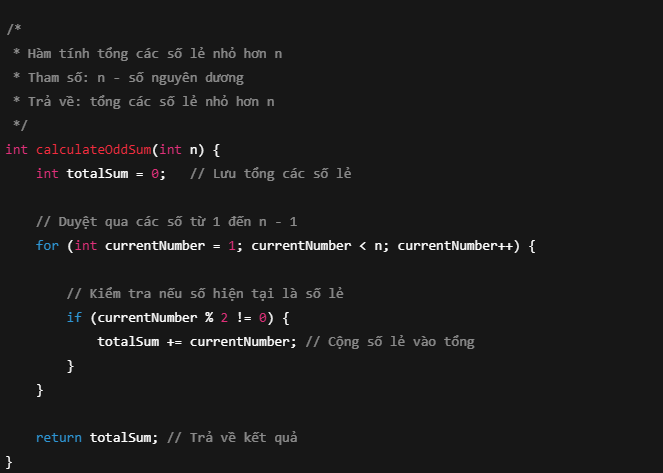 /*
 * Hàm tính tổng các số lẻ nhỏ hơn n
 * Tham số: n - số nguyên dương
 * Trả về: tổng các số lẻ nhỏ hơn n
 */
int calculateOddSum(int n) {
    int totalSum = 0;   // Lưu tổng các số lẻ
    // Duyệt qua các số từ 1 đến n - 1
    for (int currentNumber = 1; currentNumber < n; currentNumber++) {
        // Kiểm tra nếu số hiện tại là số lẻ
        if (currentNumber % 2 != 0) {
            totalSum += currentNumber; // Cộng số lẻ vào tổng
        }
    }
    return totalSum; // Trả về kết quả
}